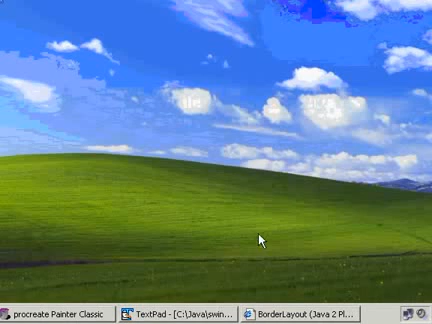 procreate Painter Classic
TextPad - [C:\Java\swin...
BorderLayout (Java 2 Pl...